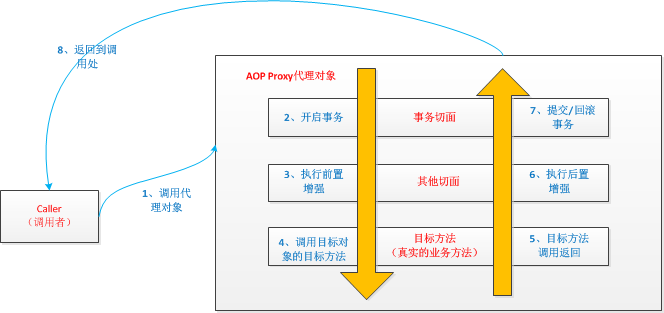 8、返回到调
用处
AOP Proxy代理对象
2、开启事务
事务切面
7、提交/回滚
事务
3、执行前置
增强
其他切面
6、执行后置
增强
1、调用代
理对象
Caller
（调用者）
4、调用目标对
象的目标方法
目标方法
（真实的业务方法）
5、目标方法
调用返回